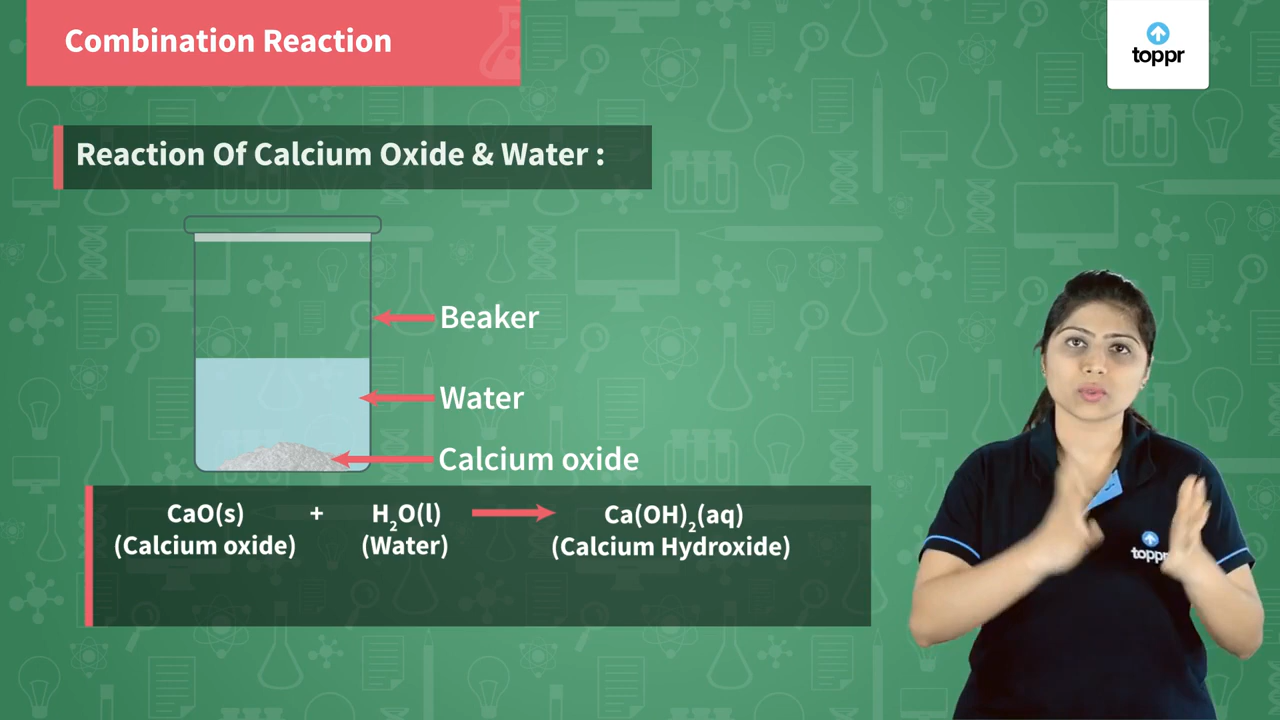 Combination Reaction
toppr
Reaction Of Calcium Oxide & Water :
Beaker
Water
Calcium oxide
CaO(s) + H₂O(l) Ca(OH)₂(aq)
(Calcium oxide) (Water) (Calcium Hydroxide)
toppr